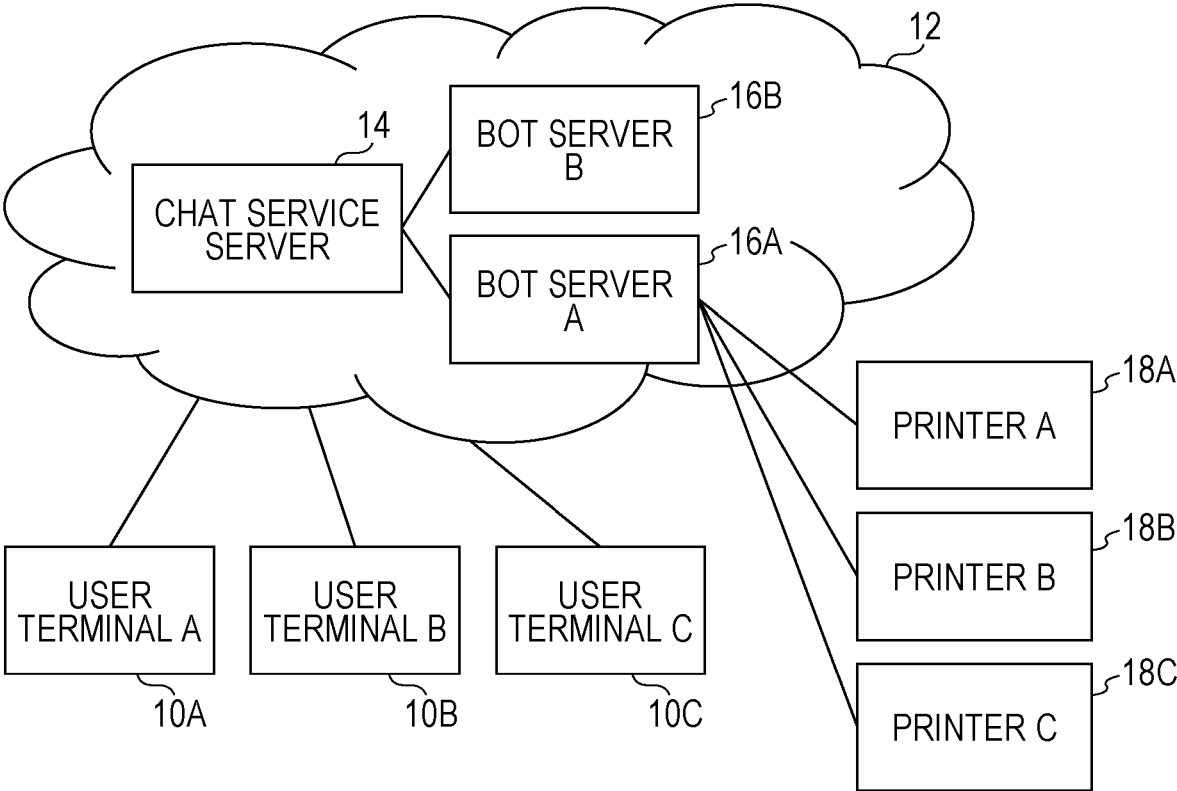 12
16B
BOT SERVER
B
14
CHAT SERVICE
SERVER
16A
BOT SERVER
A
18A
PRINTER A
18B
PRINTER B
18C
PRINTER C
USER
TERMINAL A
10A
USER
TERMINAL B
10B
USER
TERMINAL C
10C